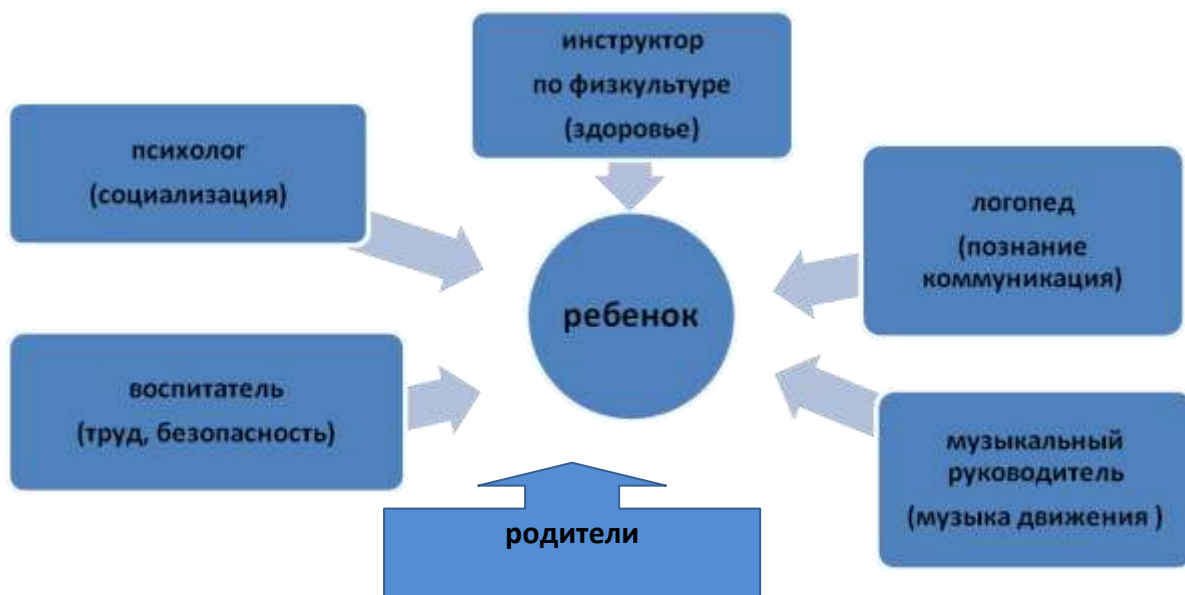 инструктор
по физкультуре
(здоровье)
психолог
(социализация)
логопед
(познание
коммуникация)
ребенок
воспитатель
(труд, безопасность)
музыкальный
руководитель
(музыка движения )
родители